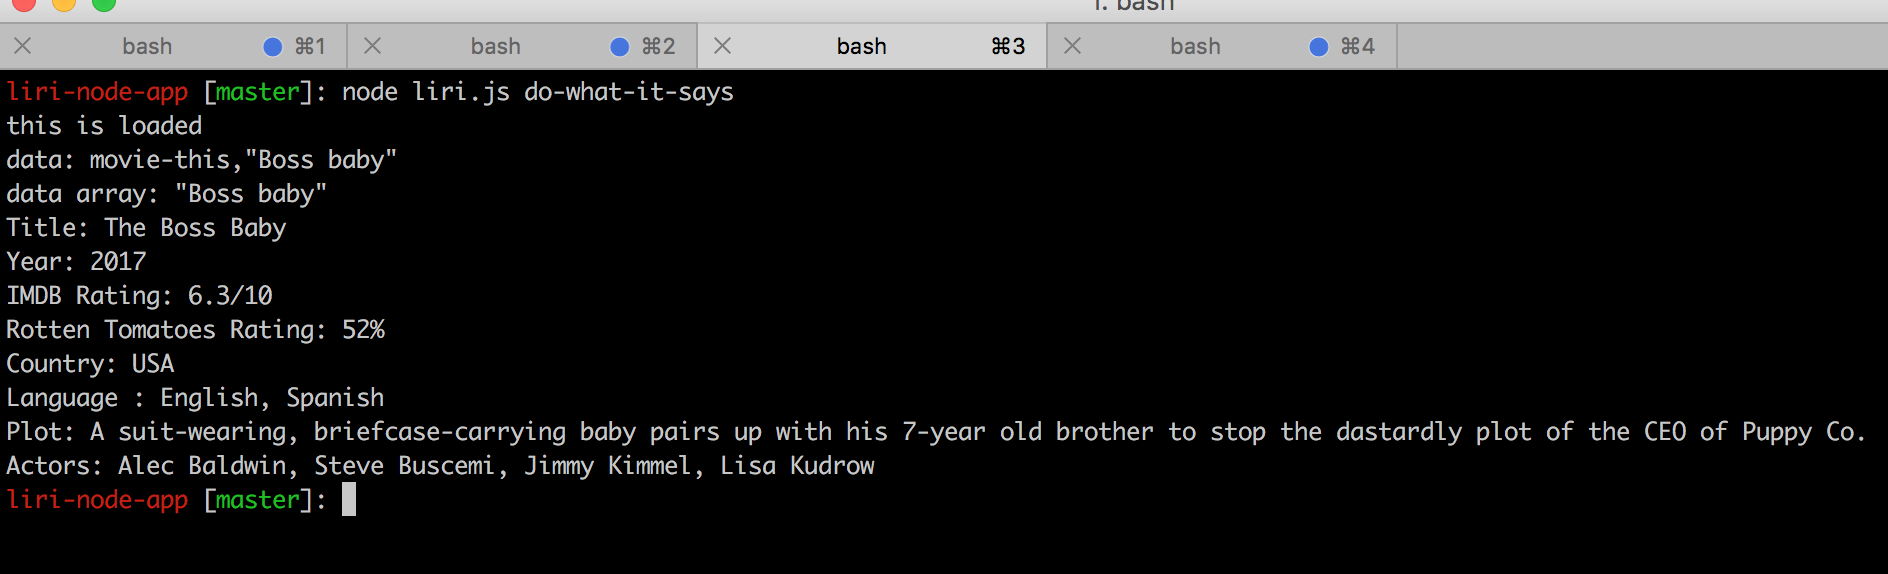 1. bash
bash ⌘1 bash ⌘2 bash ⌘3 bash ⌘4
liri-node-app [master]: node liri.js do-what-it-says
this is loaded
data: movie-this,"Boss baby"
data array: "Boss baby"
Title: The Boss Baby
Year: 2017
IMDB Rating: 6.3/10
Rotten Tomatoes Rating: 52%
Country: USA
Language : English, Spanish
Plot: A suit-wearing, briefcase-carrying baby pairs up with his 7-year old brother to stop the dastardly plot of the CEO of Puppy Co.
Actors: Alec Baldwin, Steve Buscemi, Jimmy Kimmel, Lisa Kudrow
liri-node-app [master]: